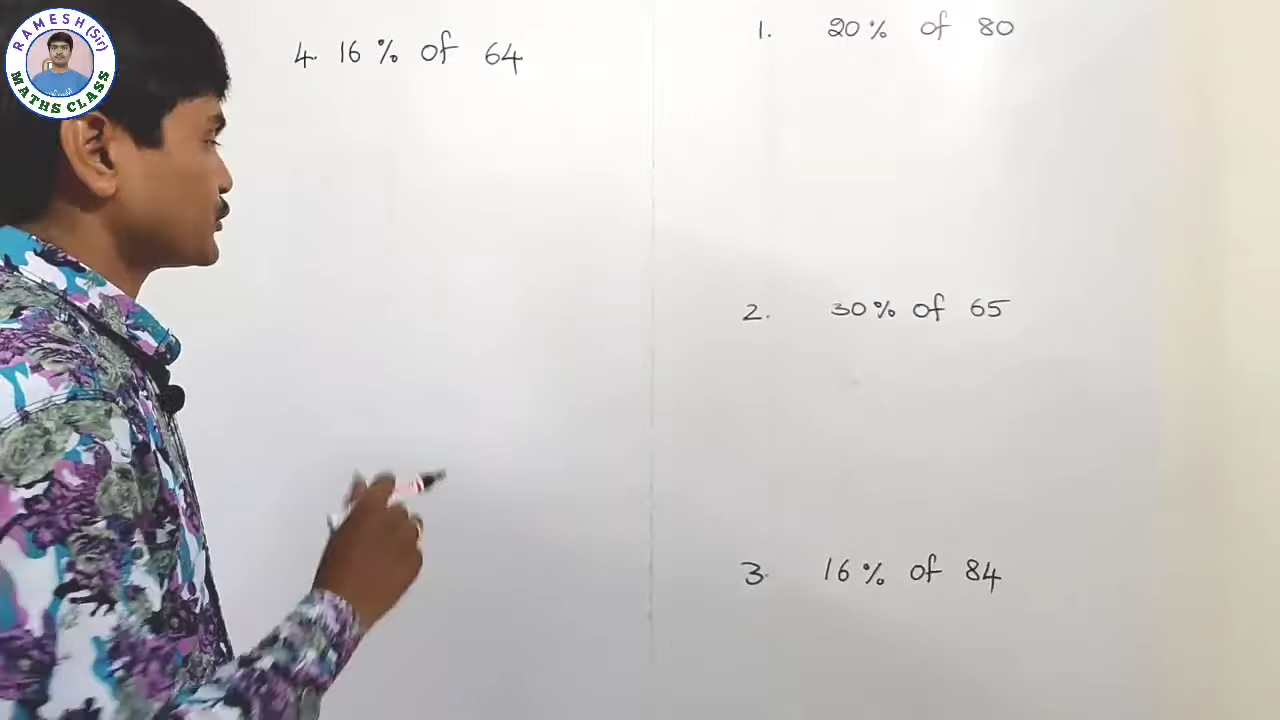 RAMESH (Sir)
MATHS CLASS
4. 16 % of 64
1. 20 % of 80
2. 30 % of 65
3. 16 % of 84